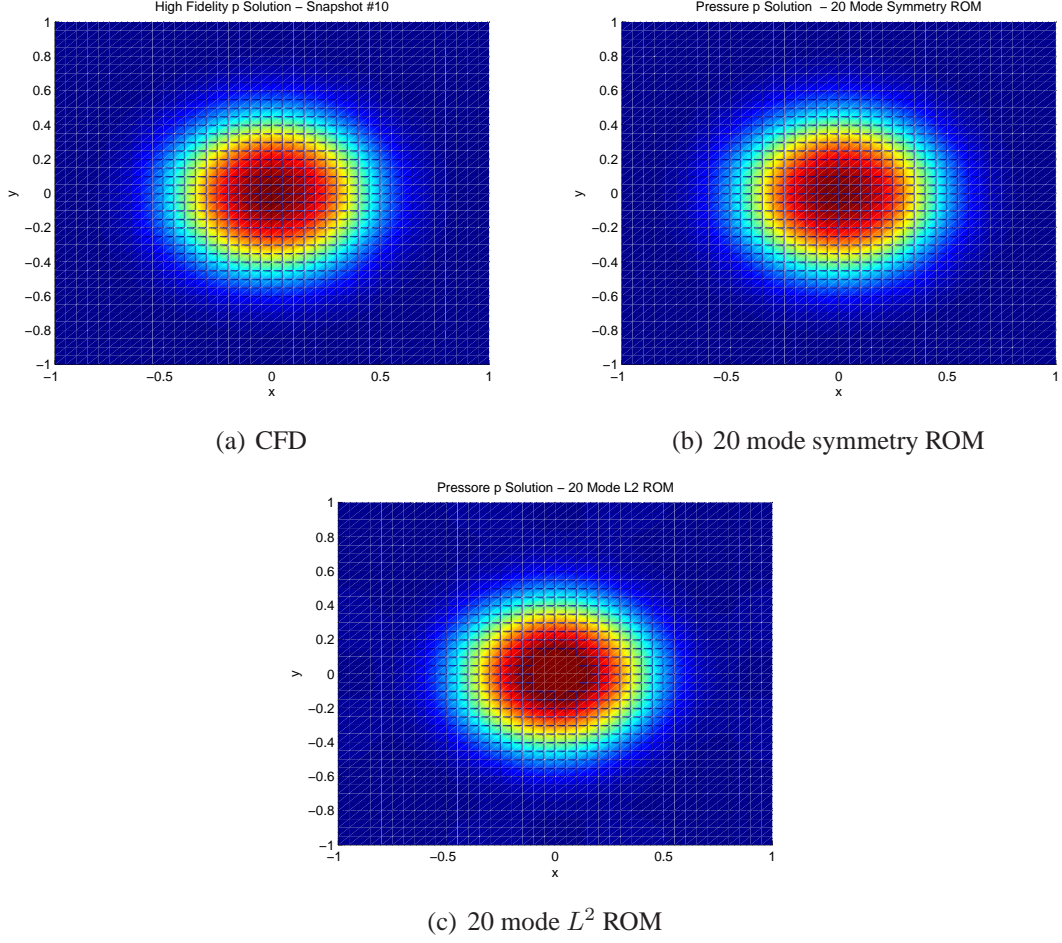 High Fidelity p Solution − Snapshot #10
1
0.8
0.6
0.4
0.2
0
−0.2
−0.4
−0.6
−0.8
−1
y
−1 −0.5 0 0.5 1
x
(a) CFD
Pressure p Solution − 20 Mode Symmetry ROM
1
0.8
0.6
0.4
0.2
0
−0.2
−0.4
−0.6
−0.8
−1
y
−1 −0.5 0 0.5 1
x
(b) 20 mode symmetry ROM
Pressore p Solution − 20 Mode L2 ROM
1
0.8
0.6
0.4
0.2
0
−0.2
−0.4
−0.6
−0.8
−1
y
−1 −0.5 0 0.5 1
x
(c) 20 mode L² ROM